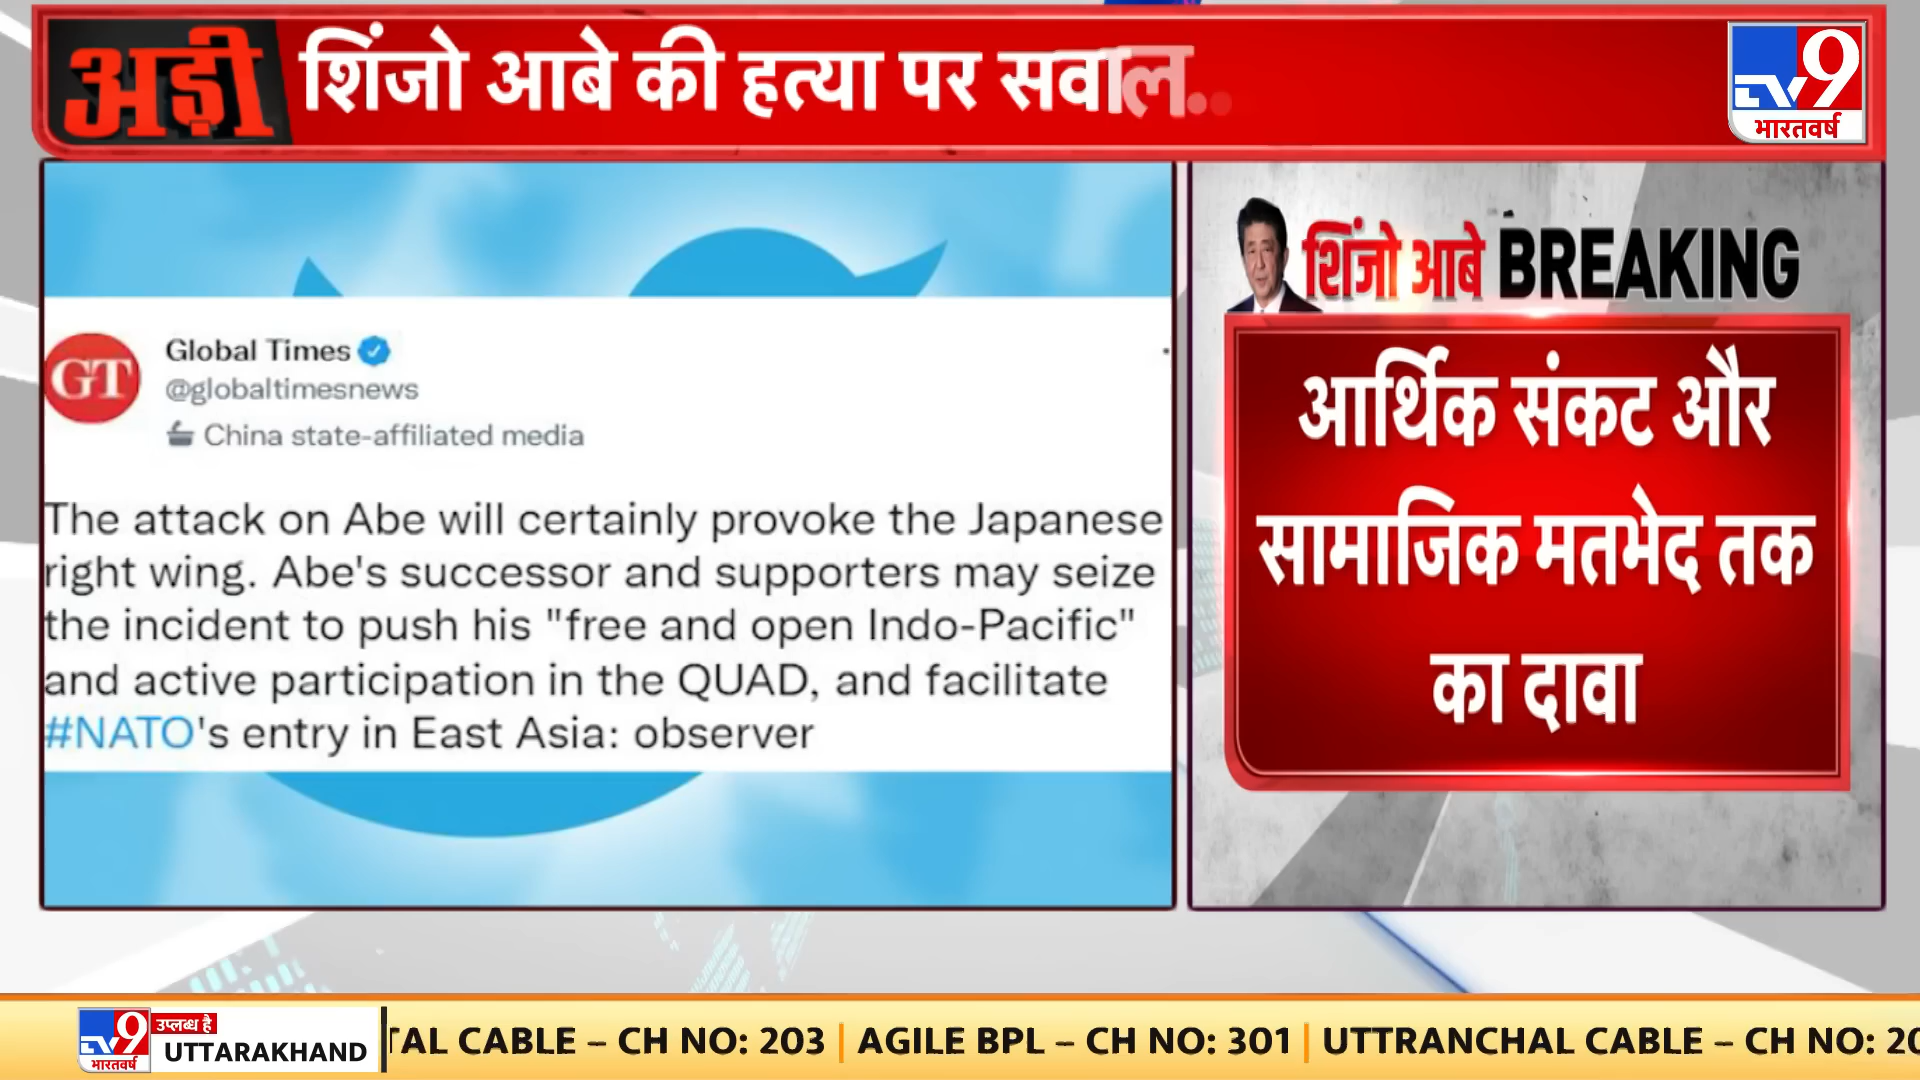 अड़ी
शिंजो आबे की हत्या पर सवाल..
TV9
भारतवर्ष
GT
Global Times
@globaltimesnews
China state-affiliated media
The attack on Abe will certainly provoke the Japanese
right wing. Abe's successor and supporters may seize
the incident to push his "free and open Indo-Pacific"
and active participation in the QUAD, and facilitate
#NATO's entry in East Asia: observer
शिंजो आबे BREAKING
आर्थिक संकट और
सामाजिक मतभेद तक
का दावा
TV9
भारतवर्ष
उपलब्ध है
UTTARAKHAND
TAL CABLE – CH NO: 203 | AGILE BPL – CH NO: 301 | UTTRANCHAL CABLE – CH NO: 20